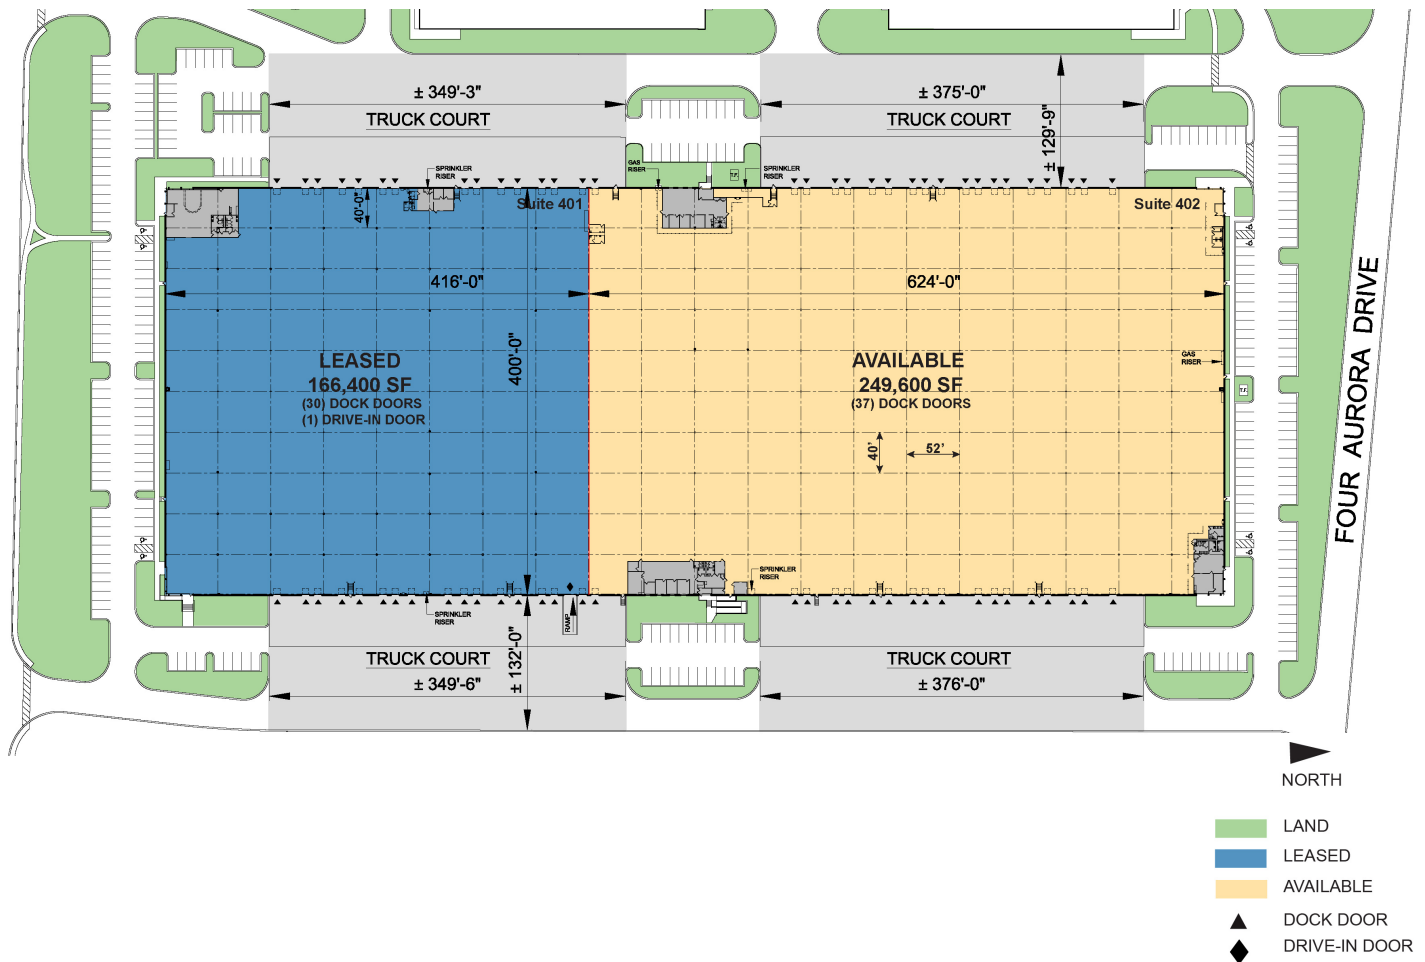 ± 349'-3"
TRUCK COURT
± 375'-0"
TRUCK COURT
± 129'-9"
SPRINKLER
RISER
GAS
RISER
SPRINKLER
RISER
T.F.
40'-0"
Suite 401
Suite 402
416'-0"
624'-0"
400'-0"
LEASED
166,400 SF
(30) DOCK DOORS
(1) DRIVE-IN DOOR
AVAILABLE
249,600 SF
(37) DOCK DOORS
GAS
RISER
T.F.
40'
52'
FOUR AURORA DRIVE
SPRINKLER
RISER
SPRINKLER
RISER
RAMP
TRUCK COURT
± 349'-6"
± 132'-0"
TRUCK COURT
± 376'-0"
NORTH
LAND
LEASED
AVAILABLE
DOCK DOOR
DRIVE-IN DOOR